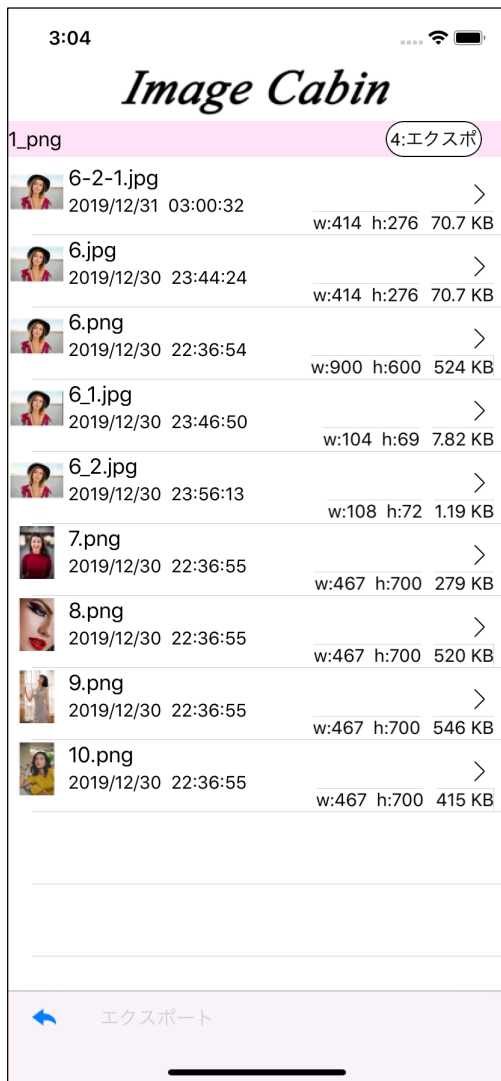 3:04
Image Cabin
1_png 4:エクスポ
6-2-1.jpg
2019/12/31 03:00:32
w:414 h:276 70.7 KB
6.jpg
2019/12/30 23:44:24
w:414 h:276 70.7 KB
6.png
2019/12/30 22:36:54
w:900 h:600 524 KB
6_1.jpg
2019/12/30 23:46:50
w:104 h:69 7.82 KB
6_2.jpg
2019/12/30 23:56:13
w:108 h:72 1.19 KB
7.png
2019/12/30 22:36:55
w:467 h:700 279 KB
8.png
2019/12/30 22:36:55
w:467 h:700 520 KB
9.png
2019/12/30 22:36:55
w:467 h:700 546 KB
10.png
2019/12/30 22:36:55
w:467 h:700 415 KB
エクスポート